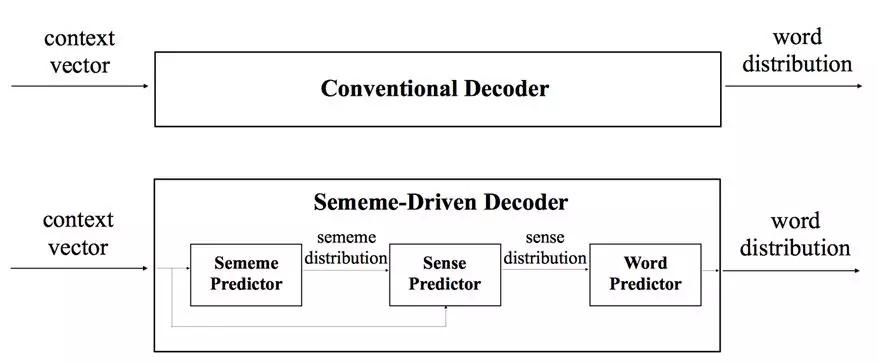 context
vector
Conventional Decoder
word
distribution
context
vector
Sememe-Driven Decoder
Sememe
Predictor
sememe
distribution
Sense
Predictor
sense
distribution
Word
Predictor
word
distribution